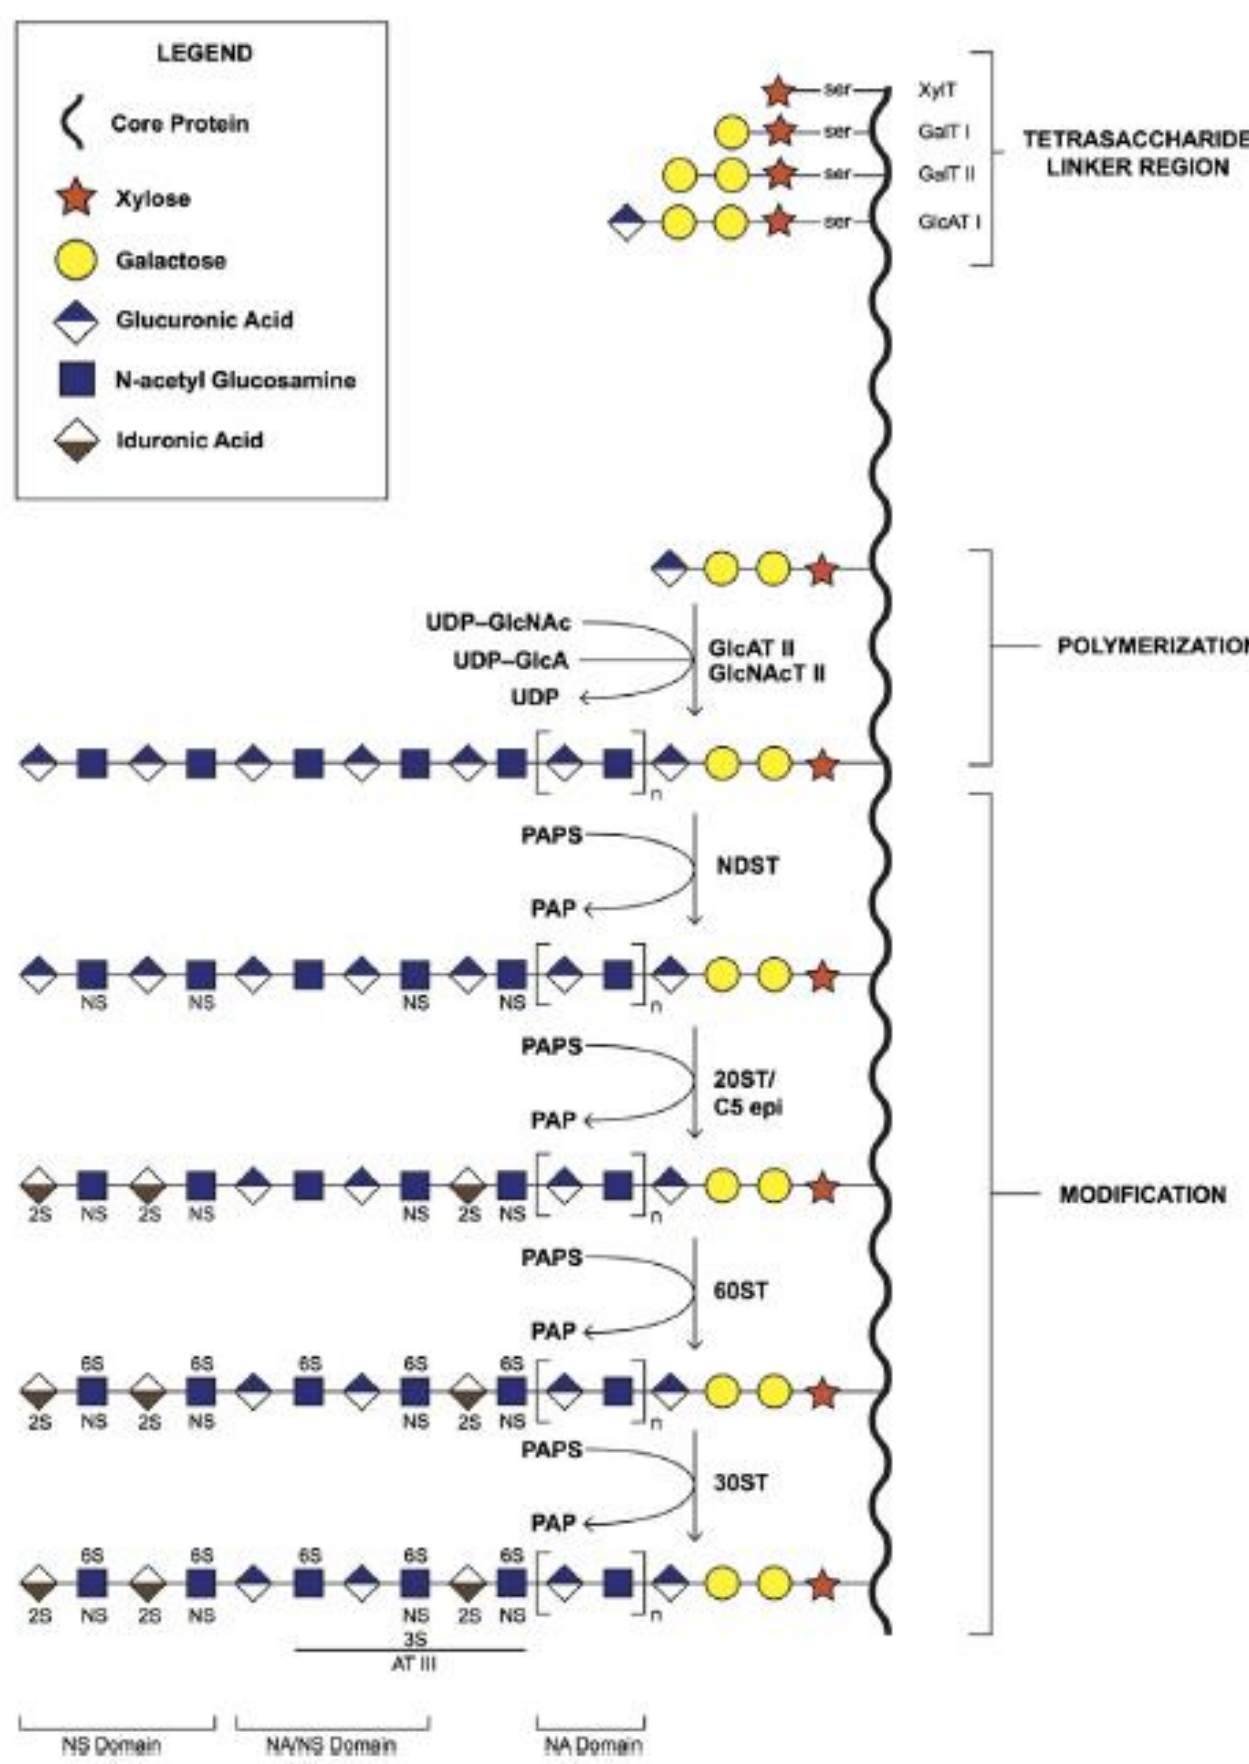 LEGEND
Core Protein
Xylose
Galactose
Glucuronic Acid
N-acetyl Glucosamine
Iduronic Acid
ser XylT
ser GalT I
ser GalT II
ser GlcAT I
TETRASACCHARIDE
LINKER REGION
UDP–GlcNAc
UDP–GlcA
UDP
GlcAT II
GlcNAcT II
POLYMERIZATION
n
PAPS
NDST
PAP
NS NS NS NS n
PAPS
20ST/
C5 epi
PAP
2S NS 2S NS NS 2S NS n
MODIFICATION
PAPS
60ST
PAP
6S 6S 6S 6S 6S
2S NS 2S NS NS 2S NS n
PAPS
30ST
PAP
6S 6S 6S 6S 6S
2S NS 2S NS NS 2S NS n
3S
AT III
NS Domain NA/NS Domain NA Domain